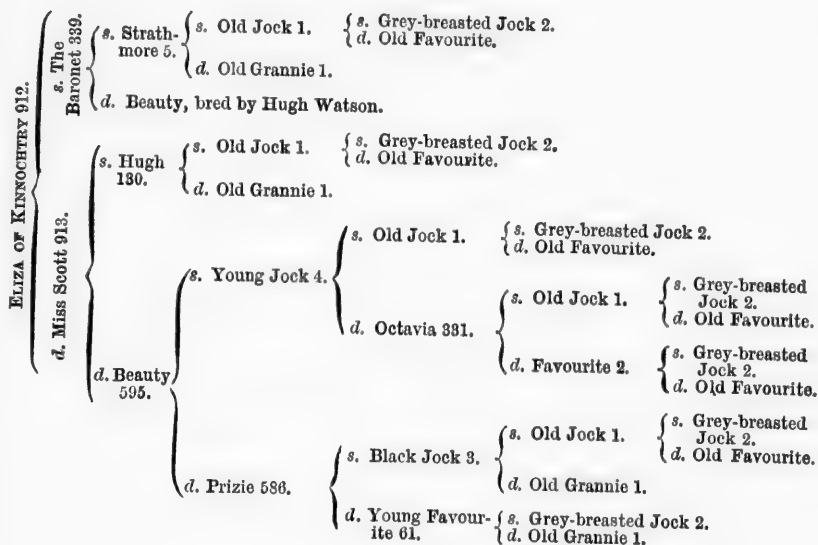 ELIZA OF KINNOCHTRY 912.
s. The
Baronet 339.
s. Strath-
more 5.
s. Old Jock 1.
s. Grey-breasted Jock 2.
d. Old Favourite.
d. Old Grannie 1.
d. Beauty, bred by Hugh Watson.
d. Miss Scott 913.
s. Hugh
130.
s. Old Jock 1.
s. Grey-breasted Jock 2.
d. Old Favourite.
d. Old Grannie 1.
d. Beauty
595.
s. Young Jock 4.
s. Old Jock 1.
s. Grey-breasted Jock 2.
d. Old Favourite.
d. Octavia 331.
s. Old Jock 1.
s. Grey-breasted
Jock 2.
d. Old Favourite.
d. Favourite 2.
s. Grey-breasted
Jock 2.
d. Old Favourite.
d. Prizie 586.
s. Black Jock 3.
s. Old Jock 1.
s. Grey-breasted
Jock 2.
d. Old Favourite.
d. Old Grannie 1.
d. Young Favour-
ite 61.
s. Grey-breasted Jock 2.
d. Old Grannie 1.